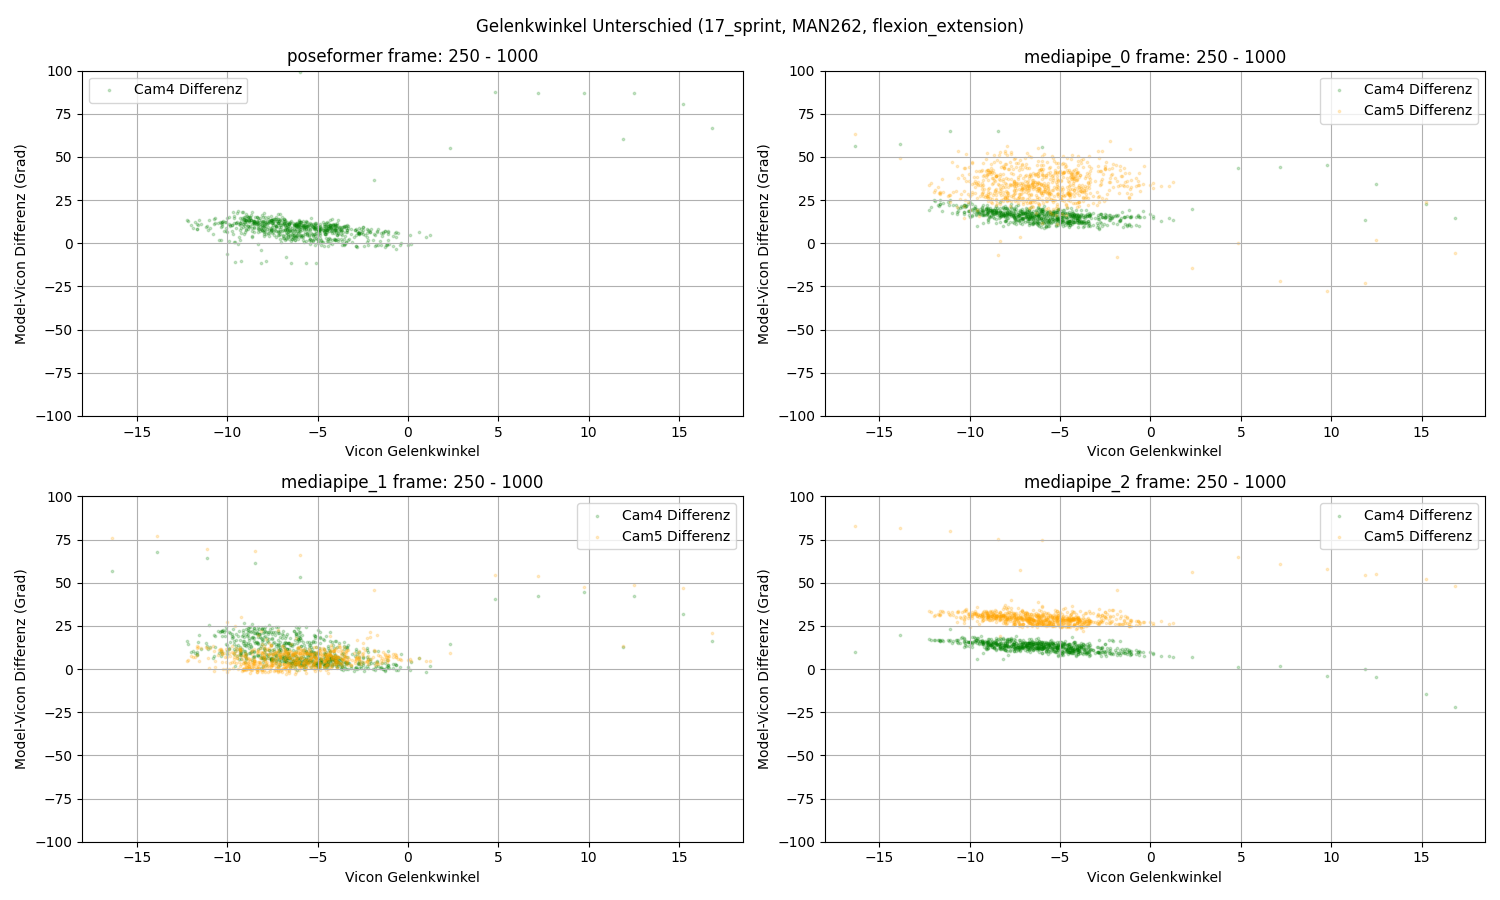 Gelenkwinkel Unterschied (17_sprint, MAN262, flexion_extension)
poseformer frame: 250 - 1000
Cam4 Differenz
100
75
50
25
0
−25
−50
−75
−100
Model-Vicon Differenz (Grad)
−15 −10 −5 0 5 10 15
Vicon Gelenkwinkel
mediapipe_0 frame: 250 - 1000
Cam4 Differenz
Cam5 Differenz
100
75
50
25
0
−25
−50
−75
−100
Model-Vicon Differenz (Grad)
−15 −10 −5 0 5 10 15
Vicon Gelenkwinkel
mediapipe_1 frame: 250 - 1000
Cam4 Differenz
Cam5 Differenz
100
75
50
25
0
−25
−50
−75
−100
Model-Vicon Differenz (Grad)
−15 −10 −5 0 5 10 15
Vicon Gelenkwinkel
mediapipe_2 frame: 250 - 1000
Cam4 Differenz
Cam5 Differenz
100
75
50
25
0
−25
−50
−75
−100
Model-Vicon Differenz (Grad)
−15 −10 −5 0 5 10 15
Vicon Gelenkwinkel